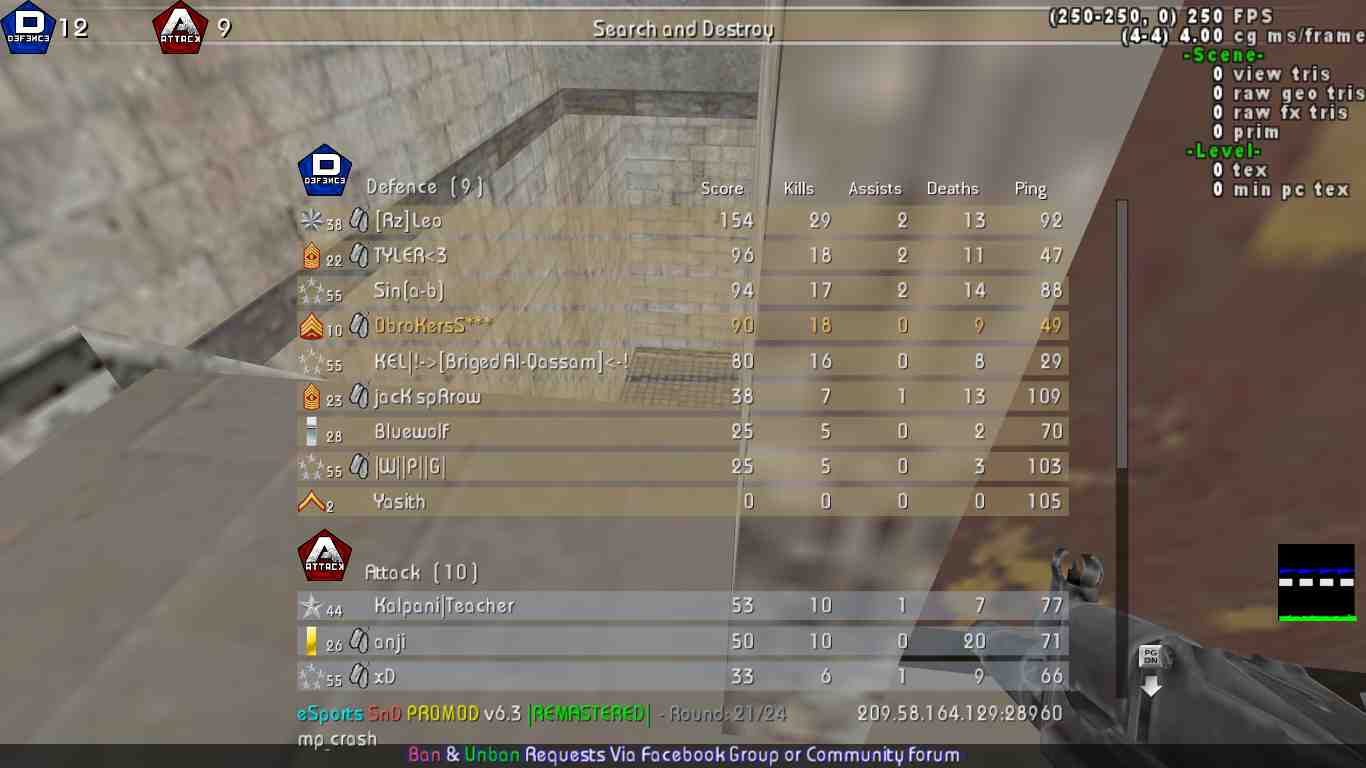 DEFENCE 12 ATTACK 9 Search and Destroy
(250-250, 0) 250 FPS
(4-4) 4.00 cg ms/frame
-Scene-
0 view tris
0 raw geo tris
0 raw fx tris
0 prim
-Level-
0 tex
0 min pc tex
DEFENCE Defence (9) Score Kills Assists Deaths Ping
38 [Az]Leo 154 29 2 13 92
22 TYLER<3 96 18 2 11 47
55 Sin(a-b) 94 17 2 14 88
10 ObroKersS*** 90 18 0 9 49
55 KEL|!->[Briged Al-Qassam]<-! 80 16 0 8 29
23 jacK spArow 38 7 1 13 109
28 Bluewolf 25 5 0 2 70
55 |W||P||G| 25 5 0 3 103
2 Yasith 0 0 0 0 105
ATTACK Attack (10)
44 Kalpani|Teacher 53 10 1 7 77
26 anji 50 10 0 20 71
55 xD 33 6 1 9 66
PG DN
eSports SnD PROMOD v6.3 |REMASTERED| - Round: 21/24 209.58.164.129:28960
mp_crash
Ban & Unban Requests Via Facebook Group or Community Forum